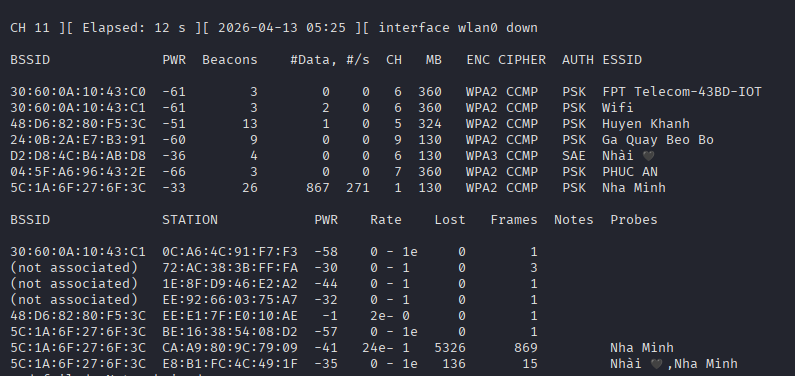 CH 11 ][ Elapsed: 12 s ][ 2026-04-13 05:25 ][ interface wlan0 down
BSSID PWR Beacons #Data, #/s CH MB ENC CIPHER AUTH ESSID
30:60:0A:10:43:C0 -61 3 0 0 6 360 WPA2 CCMP PSK FPT Telecom-43BD-IOT
30:60:0A:10:43:C1 -61 3 2 0 6 360 WPA2 CCMP PSK Wifi
48:D6:82:80:F5:3C -51 13 1 0 5 324 WPA2 CCMP PSK Huyen Khanh
24:0B:2A:E7:B3:91 -60 9 0 0 9 130 WPA2 CCMP PSK Ga Quay Beo Bo
D2:D8:4C:B4:AB:D8 -36 4 0 0 6 130 WPA3 CCMP SAE Nhài 🖤
04:5F:A6:96:43:2E -66 3 0 0 7 360 WPA2 CCMP PSK PHUC AN
5C:1A:6F:27:6F:3C -33 26 867 271 1 130 WPA2 CCMP PSK Nha Minh
BSSID STATION PWR Rate Lost Frames Notes Probes
30:60:0A:10:43:C1 0C:A6:4C:91:F7:F3 -58 0 - 1e 0 1
(not associated) 72:AC:38:3B:FF:FA -30 0 - 1 0 3
(not associated) 1E:8F:D9:46:E2:A2 -44 0 - 1 0 1
(not associated) EE:92:66:03:75:A7 -32 0 - 1 0 1
48:D6:82:80:F5:3C EE:E1:7F:E0:10:AE -1 2e- 0 0 1
5C:1A:6F:27:6F:3C BE:16:38:54:08:D2 -57 0 - 1e 0 1
5C:1A:6F:27:6F:3C CA:A9:80:9C:79:09 -41 24e- 1 5326 869 Nha Minh
5C:1A:6F:27:6F:3C E8:B1:FC:4C:49:1F -35 0 - 1e 136 15 Nhài 🖤,Nha Minh